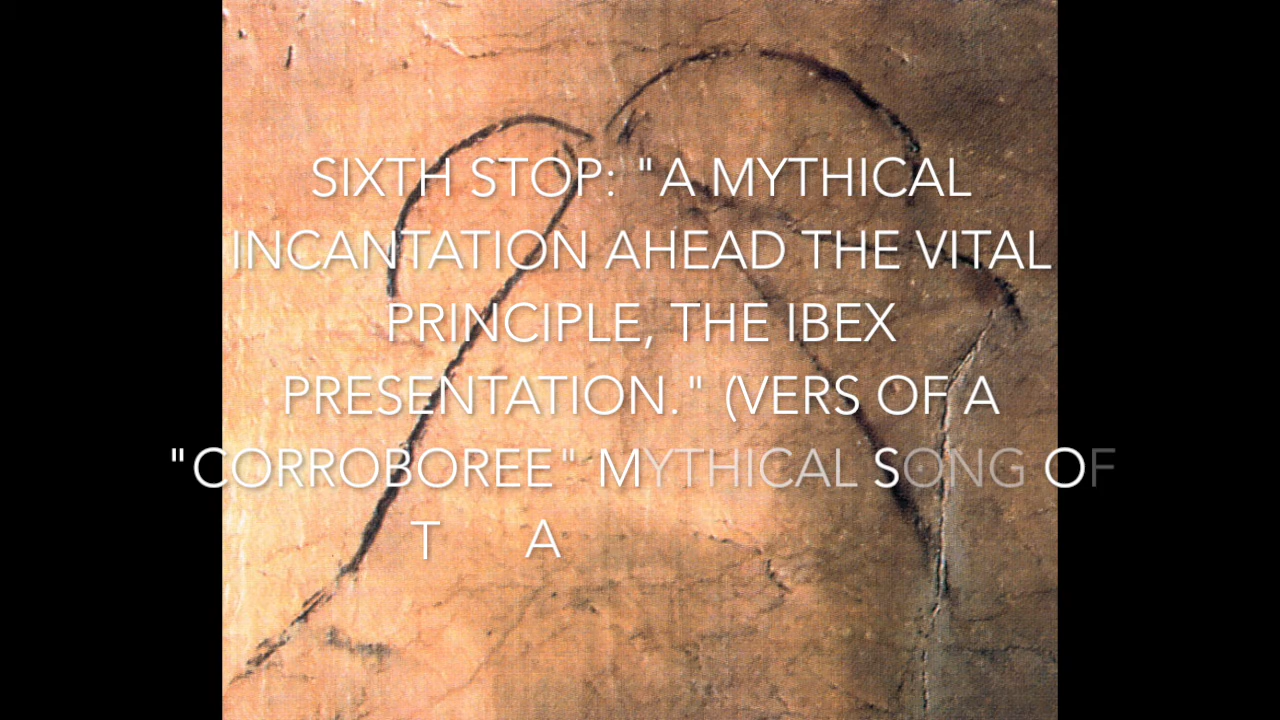 SIXTH STOP: "A MYTHICAL
INCANTATION AHEAD THE VITAL
PRINCIPLE, THE IBEX
PRESENTATION." (VERS OF A
"CORROBOREE" MYTHICAL SONG OF
T A